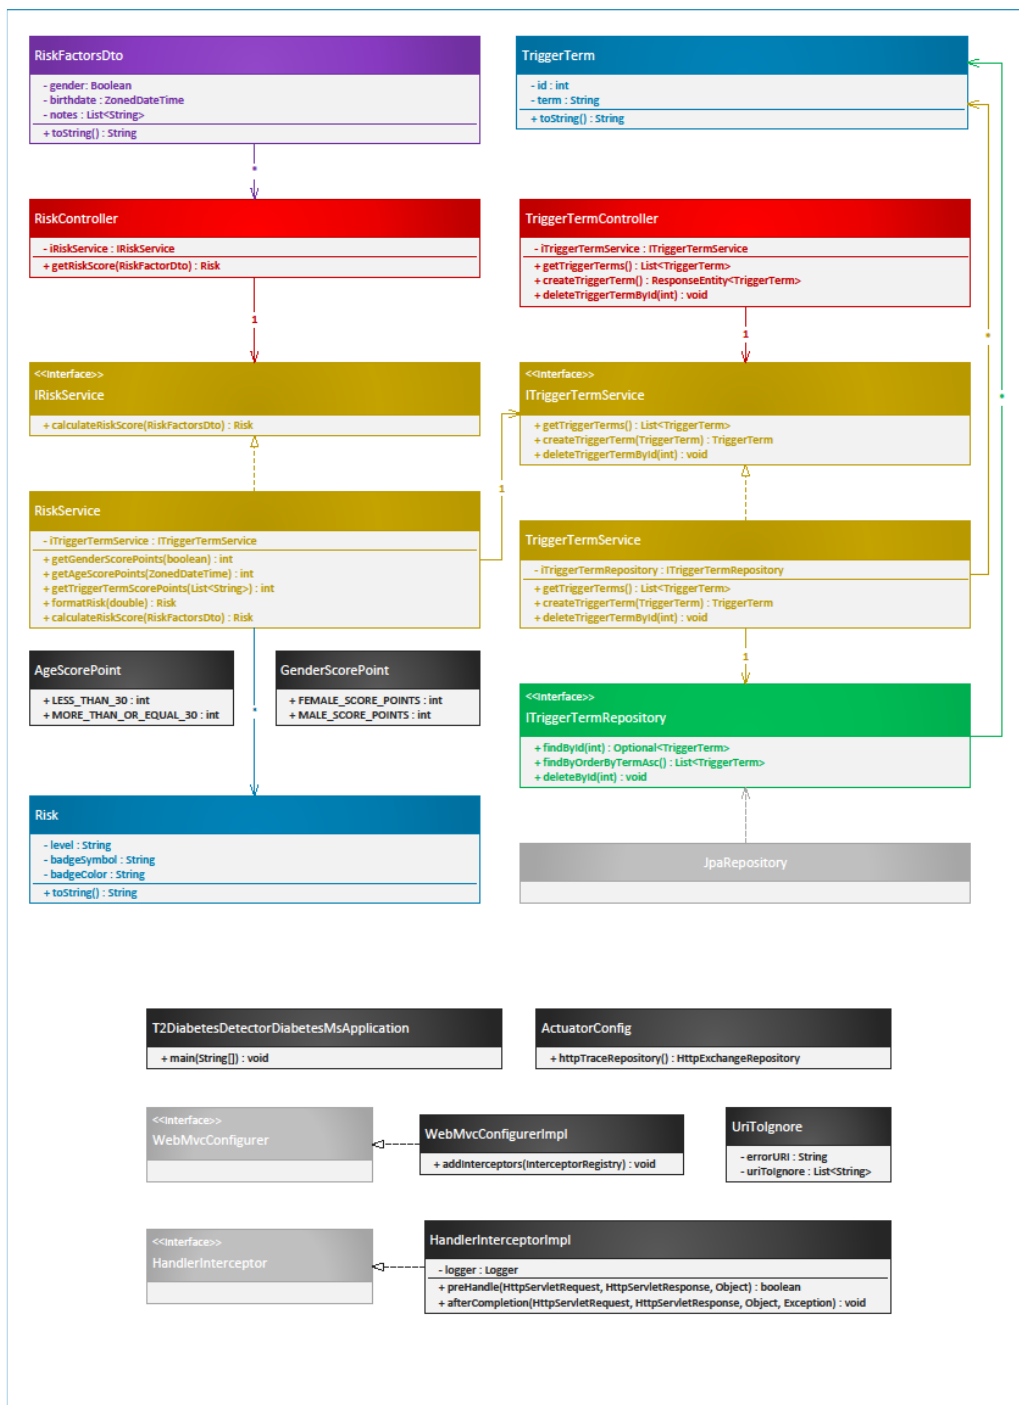 RiskFactorsDto
- gender: Boolean
- birthdate : ZonedDateTime
- notes : List<String>
+ toString() : String
*
TriggerTerm
- id : int
- term : String
+ toString() : String
RiskController
- iRiskService : IRiskService
+ getRiskScore(RiskFactorDto) : Risk
1
TriggerTermController
- iTriggerTermService : ITriggerTermService
+ getTriggerTerms() : List<TriggerTerm>
+ createTriggerTerm() : ResponseEntity<TriggerTerm>
+ deleteTriggerTermById(int) : void
1
*
*
<<Interface>>
IRiskService
+ calculateRiskScore(RiskFactorsDto) : Risk
<<Interface>>
ITriggerTermService
+ getTriggerTerms() : List<TriggerTerm>
+ createTriggerTerm(TriggerTerm) : TriggerTerm
+ deleteTriggerTermById(int) : void
1
RiskService
- iTriggerTermService : ITriggerTermService
+ getGenderScorePoints(boolean) : int
+ getAgeScorePoints(ZonedDateTime) : int
+ getTriggerTermScorePoints(List<String>) : int
+ formatRisk(double) : Risk
+ calculateRiskScore(RiskFactorsDto) : Risk
TriggerTermService
- iTriggerTermRepository : ITriggerTermRepository
+ getTriggerTerms() : List<TriggerTerm>
+ createTriggerTerm(TriggerTerm) : TriggerTerm
+ deleteTriggerTermById(int) : void
1
AgeScorePoint
+ LESS_THAN_30 : int
+ MORE_THAN_OR_EQUAL_30 : int
GenderScorePoint
+ FEMALE_SCORE_POINTS : int
+ MALE_SCORE_POINTS : int
*
<<Interface>>
ITriggerTermRepository
+ findById(int) : Optional<TriggerTerm>
+ findByOrderByTermAsc() : List<TriggerTerm>
+ deleteById(int) : void
Risk
- level : String
- badgeSymbol : String
- badgeColor : String
+ toString() : String
JpaRepository
T2DiabetesDetectorDiabetesMsApplication
+ main(String[]) : void
ActuatorConfig
+ httpTraceRepository() : HttpExchangeRepository
<<Interface>>
WebMvcConfigurer
WebMvcConfigurerImpl
+ addInterceptors(InterceptorRegistry) : void
UriToIgnore
- errorURI : String
- uriToIgnore : List<String>
<<Interface>>
HandlerInterceptor
HandlerInterceptorImpl
- logger : Logger
+ preHandle(HttpServletRequest, HttpServletResponse, Object) : boolean
+ afterCompletion(HttpServletRequest, HttpServletResponse, Object, Exception) : void